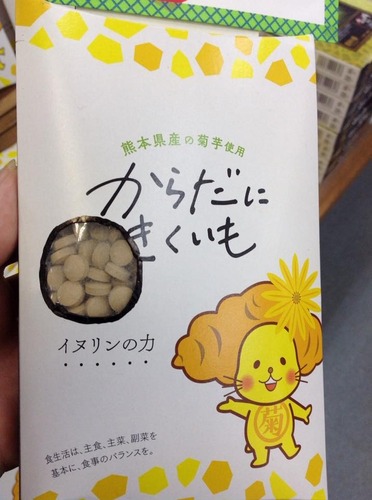 熊本県産の菊芋使用
からだに
きくいも
イヌリンの力
菊
食生活は、主食、主菜、副菜を
基本に、食事のバランスを。